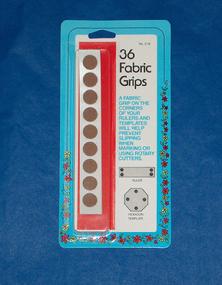 36
Fabric
Grips
A FABRIC
GRIP ON THE
CORNERS
OF YOUR
RULERS AND
TEMPLATES
WILL HELP
PREVENT
SLIPPING
WHEN
MARKING OR
USING ROTARY
CUTTERS.
RULER
HEXAGON
TEMPLATE